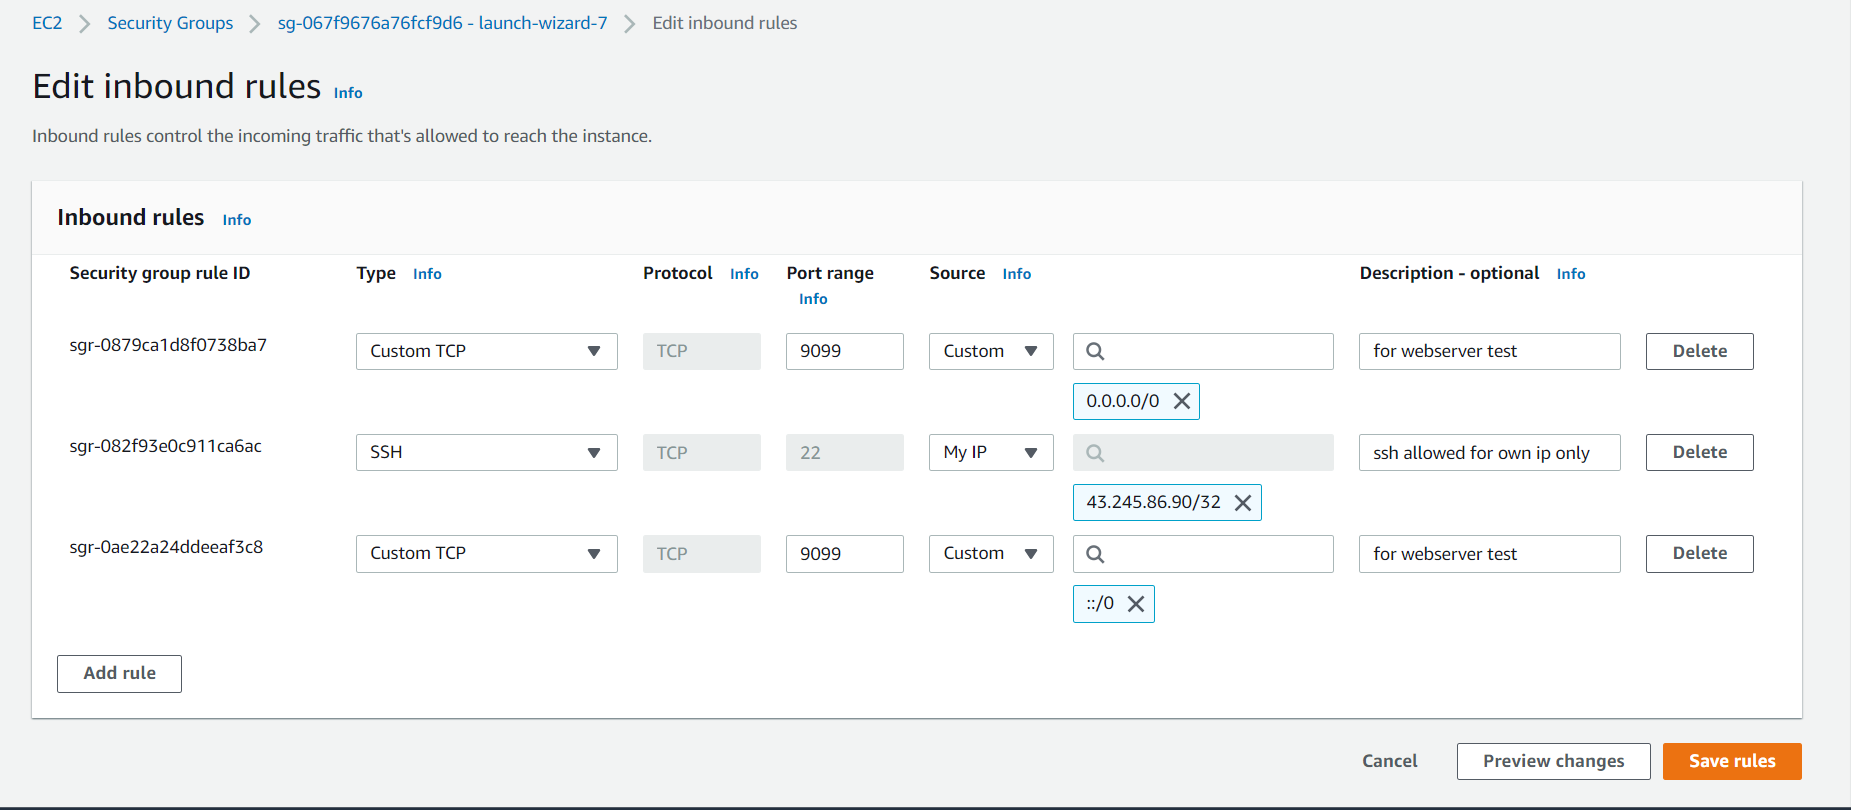 EC2 > Security Groups > sg-067f9676a76fcf9d6 - launch-wizard-7 > Edit inbound rules
Edit inbound rules Info
Inbound rules control the incoming traffic that's allowed to reach the instance.
Inbound rules Info
Security group rule ID Type Info Protocol Info Port range Info Source Info Description - optional Info
sgr-0879ca1d8f0738ba7 Custom TCP TCP 9099 Custom for webserver test Delete
0.0.0.0/0
sgr-082f93e0c911ca6ac SSH TCP 22 My IP ssh allowed for own ip only Delete
43.245.86.90/32
sgr-0ae22a24ddeeaf3c8 Custom TCP TCP 9099 Custom for webserver test Delete
::/0
Add rule
Cancel Preview changes Save rules